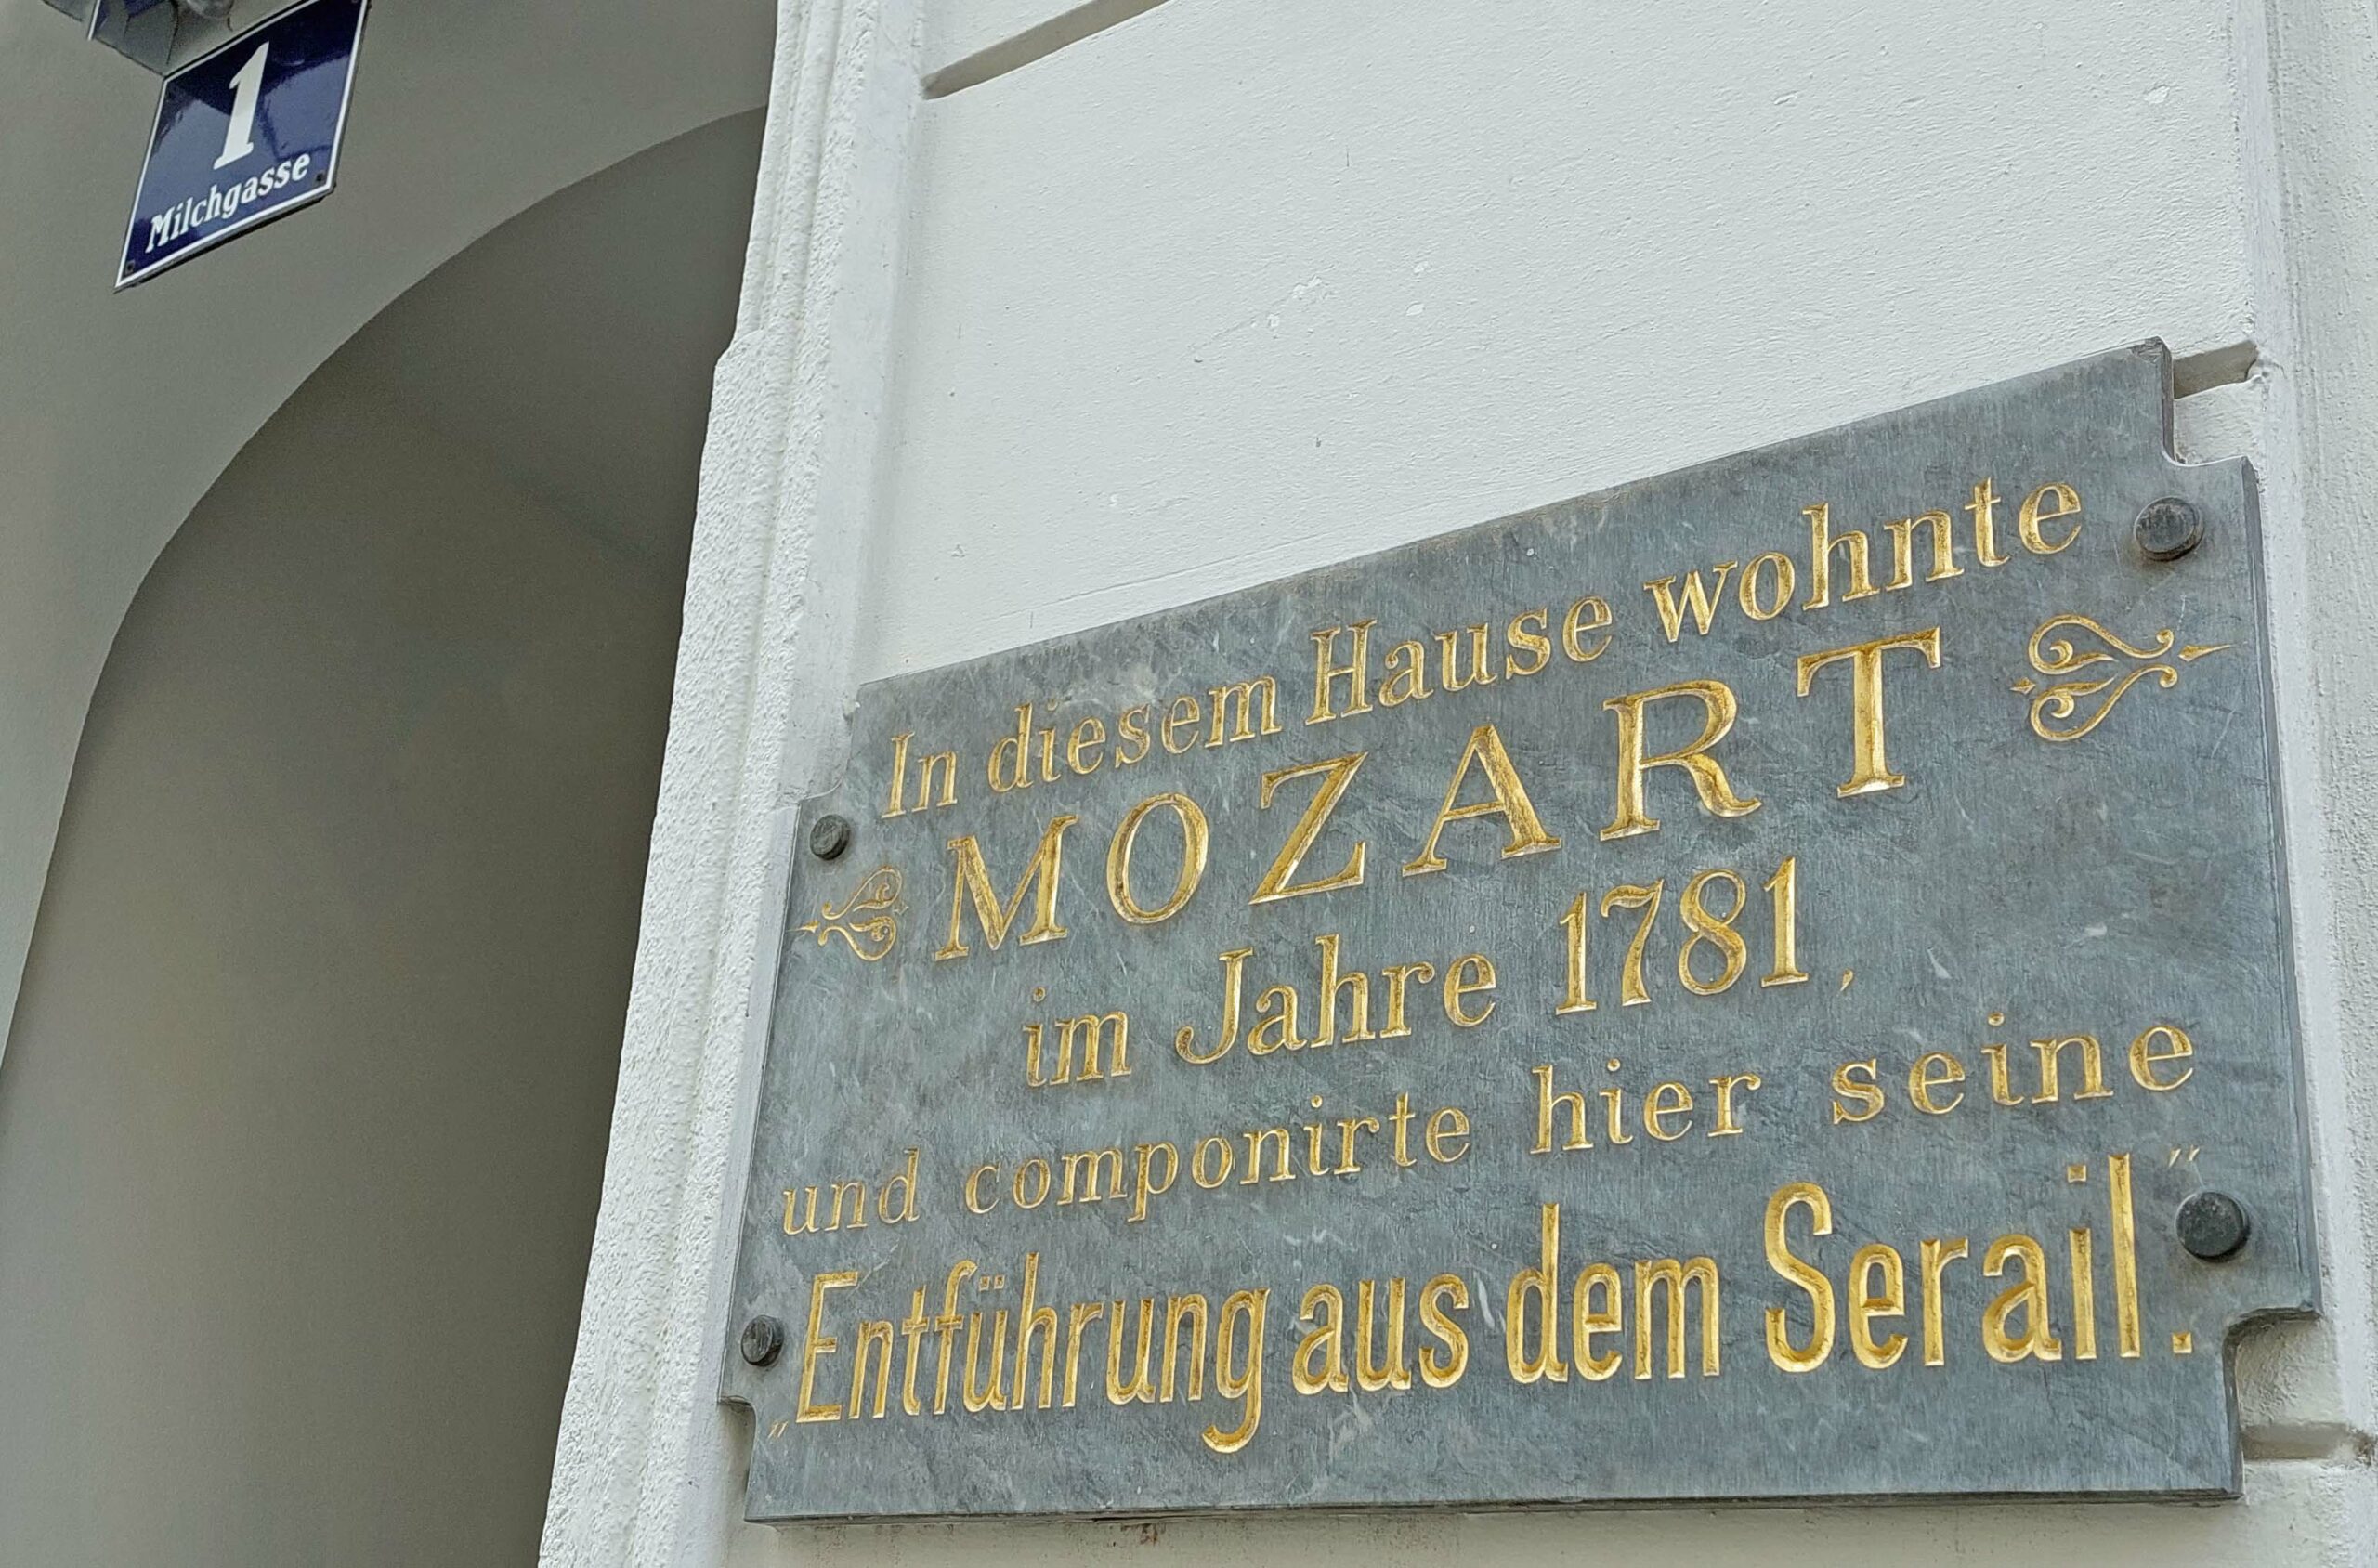 1
Milchgasse
In diesem Hause wohnte
MOZART
im Jahre 1781,
und componirte hier seine
„Entführung aus dem Serail.“